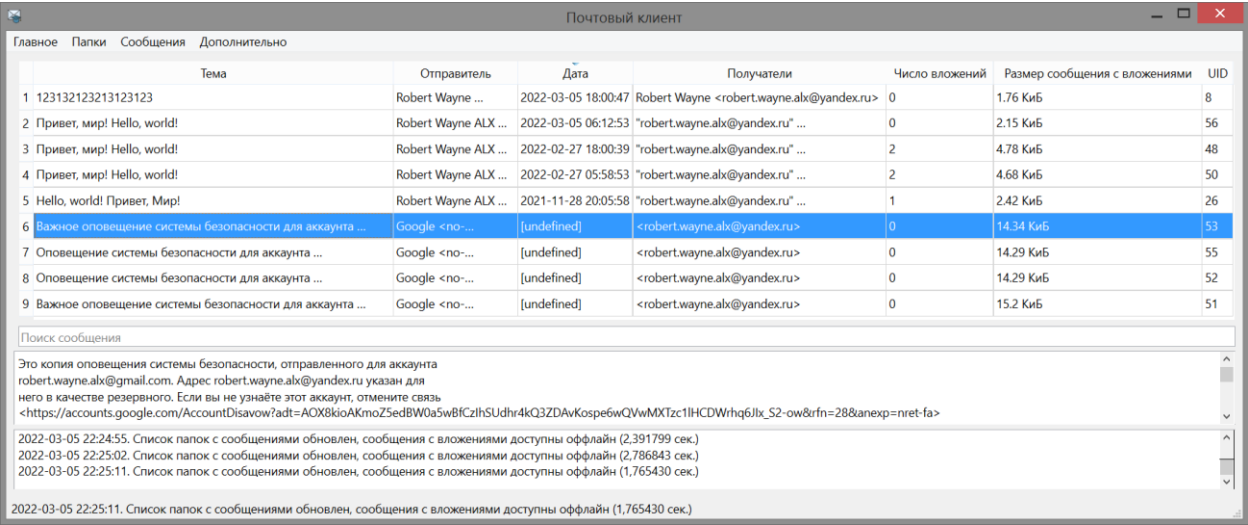 Почтовый клиент
Главное Папки Сообщения Дополнительно
Тема Отправитель Дата Получатели Число вложений Размер сообщения с вложениями UID
1 123132123213123123 Robert Wayne ... 2022-03-05 18:00:47 Robert Wayne <robert.wayne.alx@yandex.ru> 0 1.76 КиБ 8
2 Привет, мир! Hello, world! Robert Wayne ALX ... 2022-03-05 06:12:53 "robert.wayne.alx@yandex.ru" ... 0 2.15 КиБ 56
3 Привет, мир! Hello, world! Robert Wayne ALX ... 2022-02-27 18:00:39 "robert.wayne.alx@yandex.ru" ... 2 4.78 КиБ 48
4 Привет, мир! Hello, world! Robert Wayne ALX ... 2022-02-27 05:58:53 "robert.wayne.alx@yandex.ru" ... 2 4.68 КиБ 50
5 Hello, world! Привет, Мир! Robert Wayne ALX ... 2021-11-28 20:05:58 "robert.wayne.alx@yandex.ru" ... 1 2.42 КиБ 26
6 Важное оповещение системы безопасности для аккаунта ... Google <no-... [undefined] <robert.wayne.alx@yandex.ru> 0 14.34 КиБ 53
7 Оповещение системы безопасности для аккаунта ... Google <no-... [undefined] <robert.wayne.alx@yandex.ru> 0 14.29 КиБ 55
8 Оповещение системы безопасности для аккаунта ... Google <no-... [undefined] <robert.wayne.alx@yandex.ru> 0 14.29 КиБ 52
9 Важное оповещение системы безопасности для аккаунта ... Google <no-... [undefined] <robert.wayne.alx@yandex.ru> 0 15.2 КиБ 51
Поиск сообщения
Это копия оповещения системы безопасности, отправленного для аккаунта
robert.wayne.alx@gmail.com. Адрес robert.wayne.alx@yandex.ru указан для
него в качестве резервного. Если вы не узнаёте этот аккаунт, отмените связь
<https://accounts.google.com/AccountDisavow?adt=AOX8kioAKmoZ5edBW0a5wBfCzIhSUdhr4kQ3ZDAvKospe6wQVwMXTzc1lHCDWrhq6JIx_S2-ow&rfn=28&anexp=nret-fa>
2022-03-05 22:24:55. Список папок с сообщениями обновлен, сообщения с вложениями доступны оффлайн (2,391799 сек.)
2022-03-05 22:25:02. Список папок с сообщениями обновлен, сообщения с вложениями доступны оффлайн (2,786843 сек.)
2022-03-05 22:25:11. Список папок с сообщениями обновлен, сообщения с вложениями доступны оффлайн (1,765430 сек.)
2022-03-05 22:25:11. Список папок с сообщениями обновлен, сообщения с вложениями доступны оффлайн (1,765430 сек.)